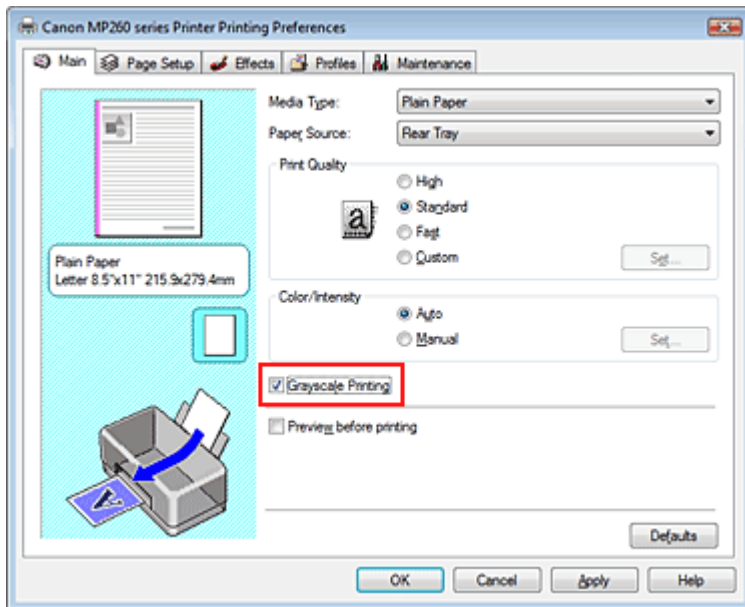 Canon MP260 series Printer Printing Preferences
Main Page Setup Effects Profiles Maintenance
Media Type: Plain Paper
Paper Source: Rear Tray
Print Quality
High
a Standard
Fast
Custom Set...
Plain Paper
Letter 8.5"x11" 215.9x279.4mm
Color/Intensity
Auto
Manual Set...
Grayscale Printing
Preview before printing
A
Defaults
OK Cancel Apply Help